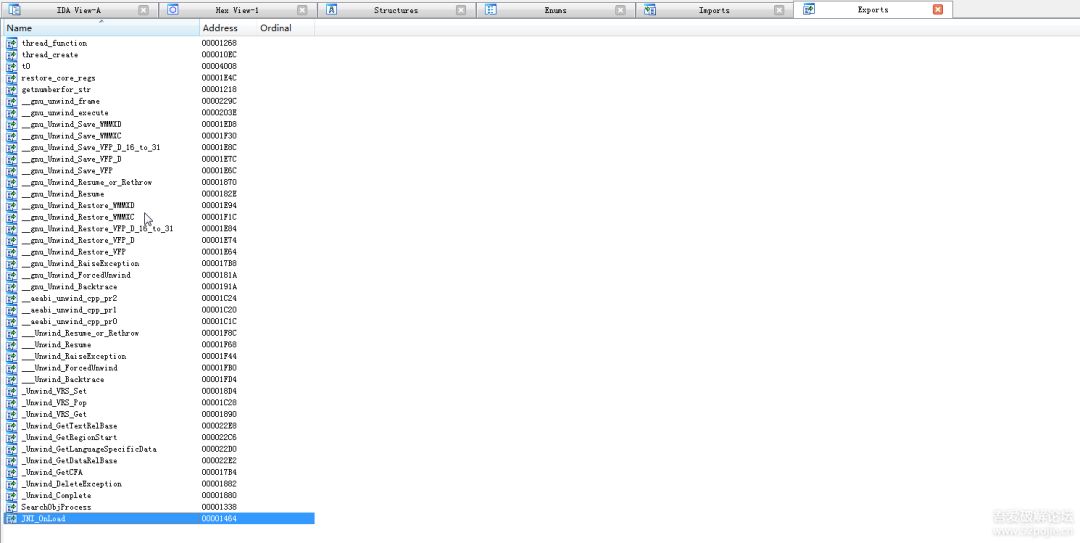 IDA View-A Hex View-1 Structures Enums Imports Exports
Name Address Ordinal
thread_function 00001268
thread_create 000010EC
t0 00004008
restore_core_regs 00001E4C
getnumberfor_str 00001218
__gnu_unwind_frame 0000229C
__gnu_unwind_execute 0000203E
__gnu_Unwind_Save_WMMXD 00001ED8
__gnu_Unwind_Save_WMMXC 00001F30
__gnu_Unwind_Save_VFP_D_16_to_31 00001E8C
__gnu_Unwind_Save_VFP_D 00001E7C
__gnu_Unwind_Save_VFP 00001E6C
__gnu_Unwind_Resume_or_Rethrow 00001870
__gnu_Unwind_Resume 0000182E
__gnu_Unwind_Restore_WMMXD 00001E94
__gnu_Unwind_Restore_WMMXC 00001F1C
__gnu_Unwind_Restore_VFP_D_16_to_31 00001E84
__gnu_Unwind_Restore_VFP_D 00001E74
__gnu_Unwind_Restore_VFP 00001E64
__gnu_Unwind_RaiseException 000017B8
__gnu_Unwind_ForcedUnwind 0000181A
__gnu_Unwind_Backtrace 0000191A
__aeabi_unwind_cpp_pr2 00001C24
__aeabi_unwind_cpp_pr1 00001C20
__aeabi_unwind_cpp_pr0 00001C1C
___Unwind_Resume_or_Rethrow 00001F8C
___Unwind_Resume 00001F68
___Unwind_RaiseException 00001F44
___Unwind_ForcedUnwind 00001FB0
___Unwind_Backtrace 00001FD4
_Unwind_VRS_Set 000018D4
_Unwind_VRS_Pop 00001C28
_Unwind_VRS_Get 00001890
_Unwind_GetTextRelBase 000022E8
_Unwind_GetRegionStart 000022C6
_Unwind_GetLanguageSpecificData 000022D0
_Unwind_GetDataRelBase 000022E2
_Unwind_GetCFA 000017B4
_Unwind_DeleteException 00001882
_Unwind_Complete 00001880
SearchObjProcess 00001338
JNI_OnLoad 00001464
吾爱破解论坛
www.52pojie.cn